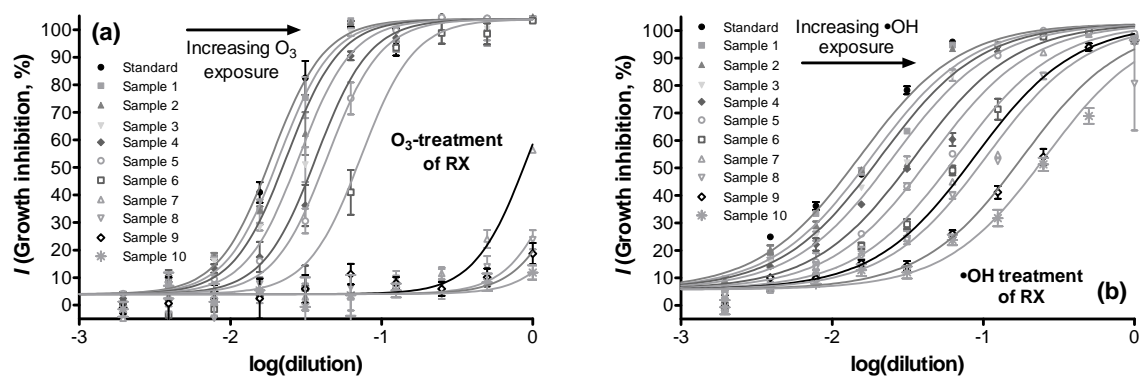 (a)
Increasing O3
exposure
Standard
Sample 1
Sample 2
Sample 3
Sample 4
Sample 5
Sample 6
Sample 7
Sample 8
Sample 9
Sample 10
O3-treatment
of RX
I (Growth inhibition, %)
100
90
80
70
60
50
40
30
20
10
0
-3
-2
-1
0
log(dilution)
Increasing •OH
exposure
Standard
Sample 1
Sample 2
Sample 3
Sample 4
Sample 5
Sample 6
Sample 7
Sample 8
Sample 9
Sample 10
•OH treatment
of RX
(b)
I (Growth inhibition, %)
100
90
80
70
60
50
40
30
20
10
0
-3
-2
-1
0
log(dilution)